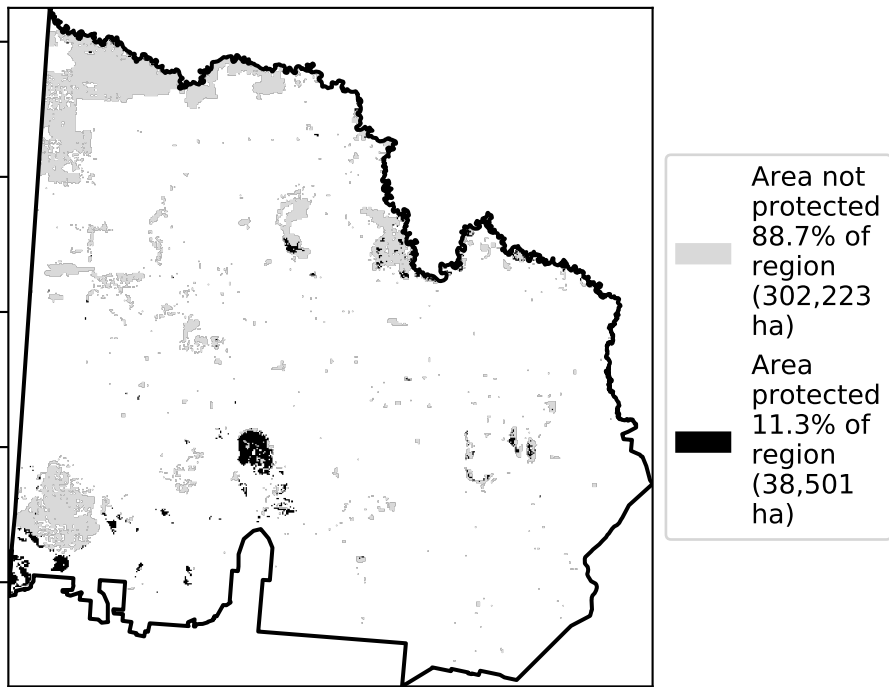 Area not
protected
88.7% of
region
(302,223
ha)
Area
protected
11.3% of
region
(38,501
ha)